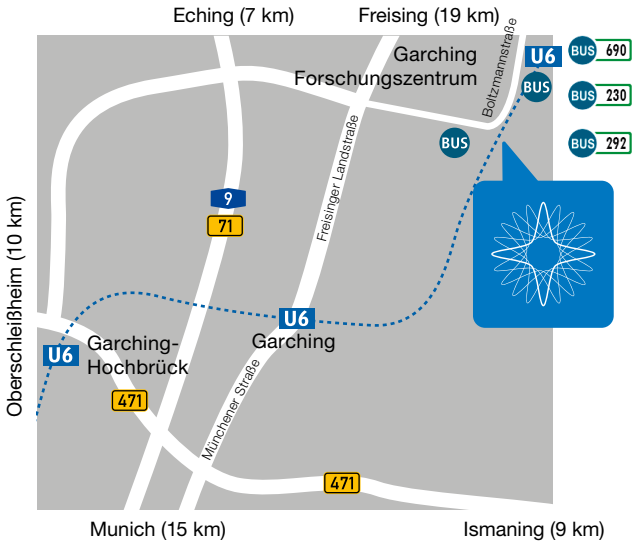 Eching (7 km)
Freising (19 km)
Garching
Forschungszentrum
Boltzmannstraße
U6
BUS
BUS 690
BUS 230
BUS 292
BUS
Freisinger Landstraße
9
71
Oberschleißheim (10 km)
U6
Garching
U6
Garching-
Hochbrück
Münchener Straße
471
471
Munich (15 km)
Ismaning (9 km)